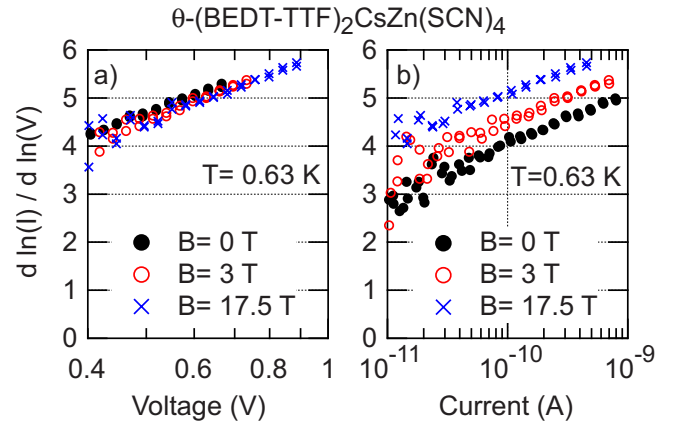 θ-(BEDT-TTF)₂CsZn(SCN)₄
d ln(I) / d ln(V)
6
5
4
3
2
1
0
a)
T= 0.63 K
B= 0 T
B= 3 T
B= 17.5 T
0.4
0.6
0.8
1
Voltage (V)
6
5
4
3
2
1
0
b)
T=0.63 K
B= 0 T
B= 3 T
B= 17.5 T
10⁻¹¹
10⁻¹⁰
10⁻⁹
Current (A)